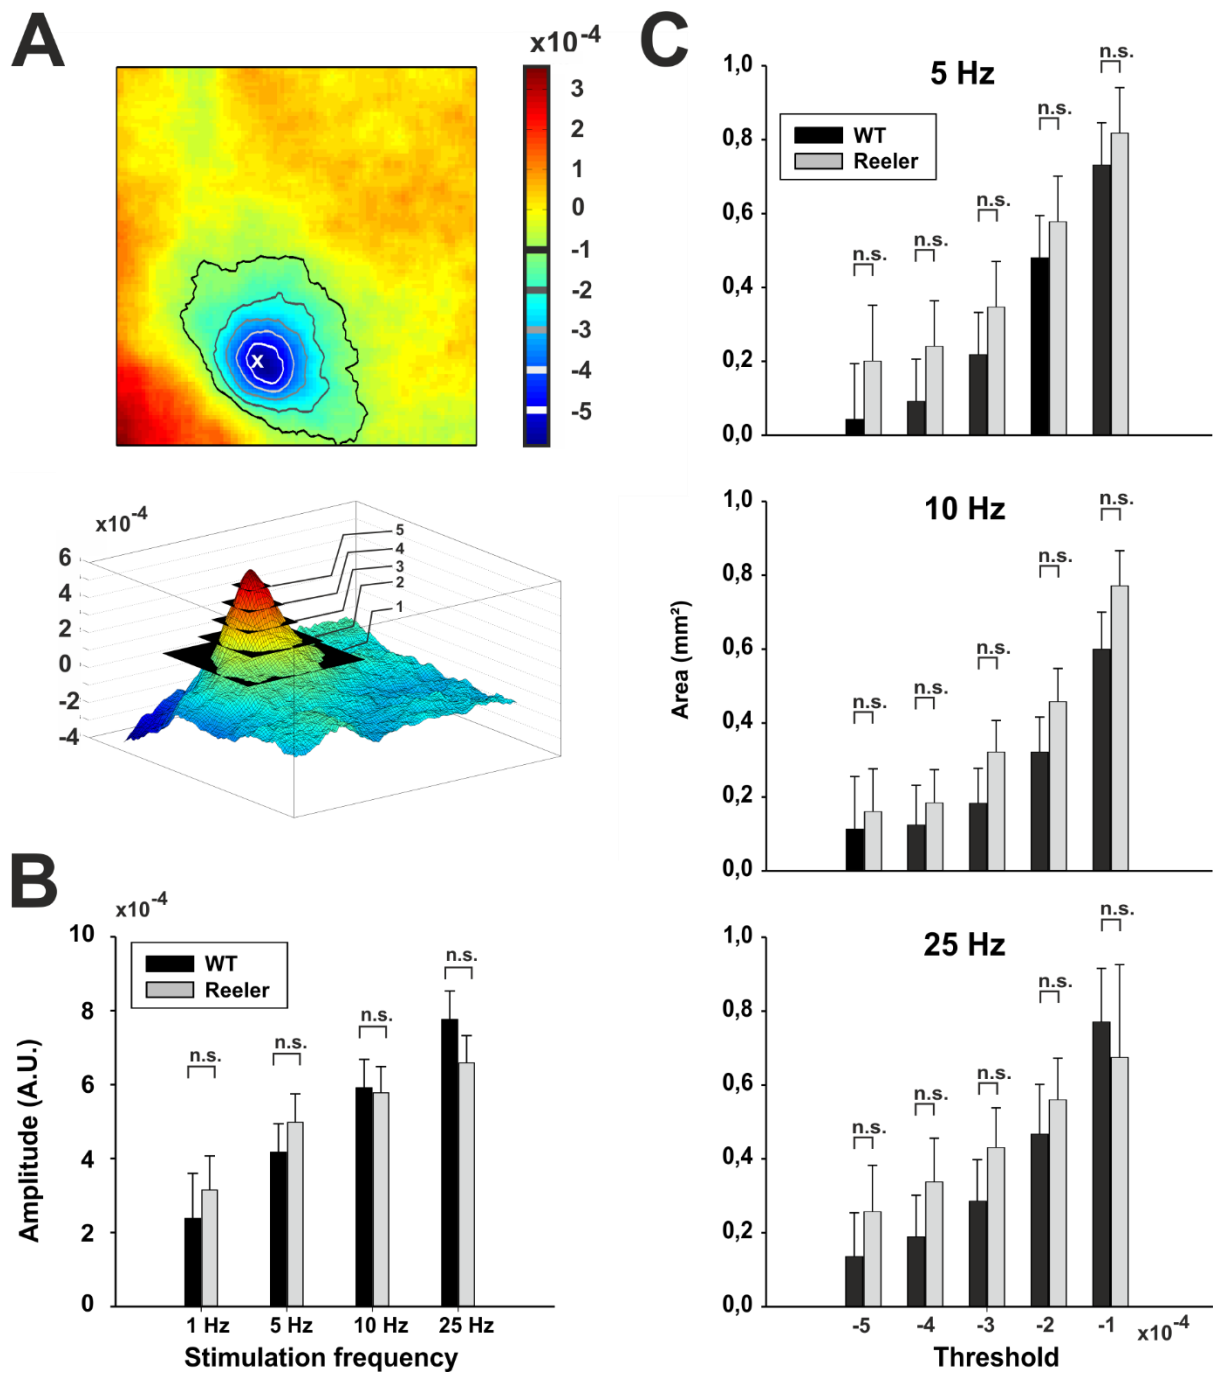 A
x10-4
3
2
1
0
-1
-2
-3
-4
-5
x
x10-4
6
4
2
0
-2
-4
5
4
3
2
1
B
x10-4
10
8
6
4
2
0
Amplitude (A.U.)
WT
Reeler
n.s.
n.s.
n.s.
n.s.
1 Hz 5 Hz 10 Hz 25 Hz
Stimulation frequency
C
Area (mm²)
5 Hz
WT
Reeler
1,0
0,8
0,6
0,4
0,2
0,0
n.s.
n.s.
n.s.
n.s.
n.s.
10 Hz
1,0
0,8
0,6
0,4
0,2
0,0
n.s.
n.s.
n.s.
n.s.
n.s.
25 Hz
1,0
0,8
0,6
0,4
0,2
0,0
n.s.
n.s.
n.s.
n.s.
n.s.
-5 -4 -3 -2 -1 x10-4
Threshold